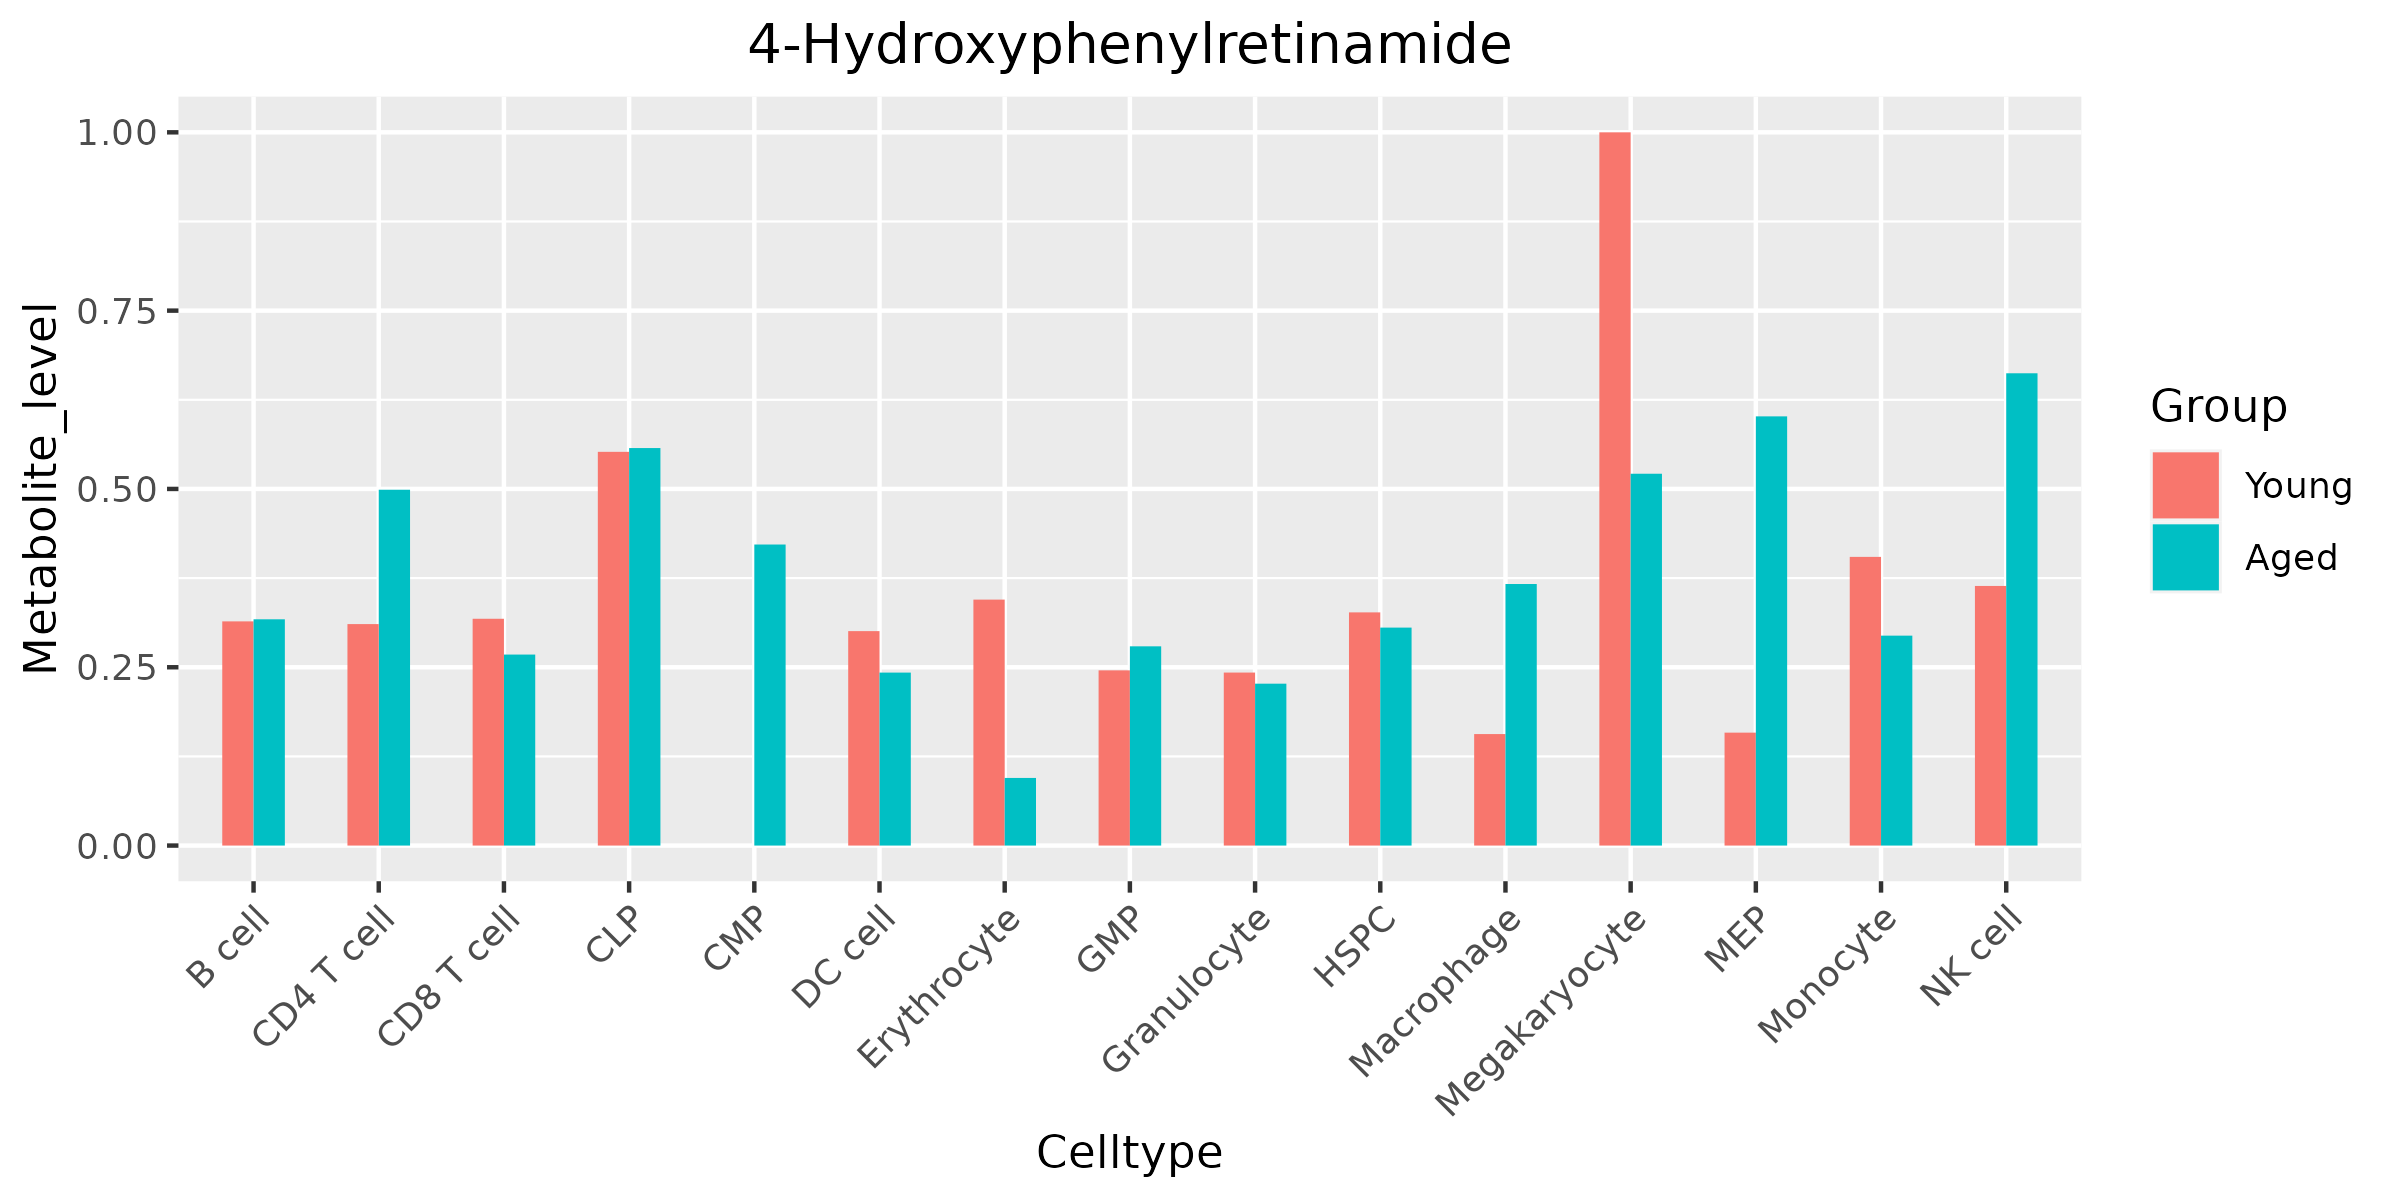 4-Hydroxyphenylretinamide
Metabolite_level
1.00
0.75
0.50
0.25
0.00
B cell
CD4 T cell
CD8 T cell
CLP
CMP
DC cell
Erythrocyte
GMP
Granulocyte
HSPC
Macrophage
Megakaryocyte
MEP
Monocyte
NK cell
Celltype
Group
Young
Aged